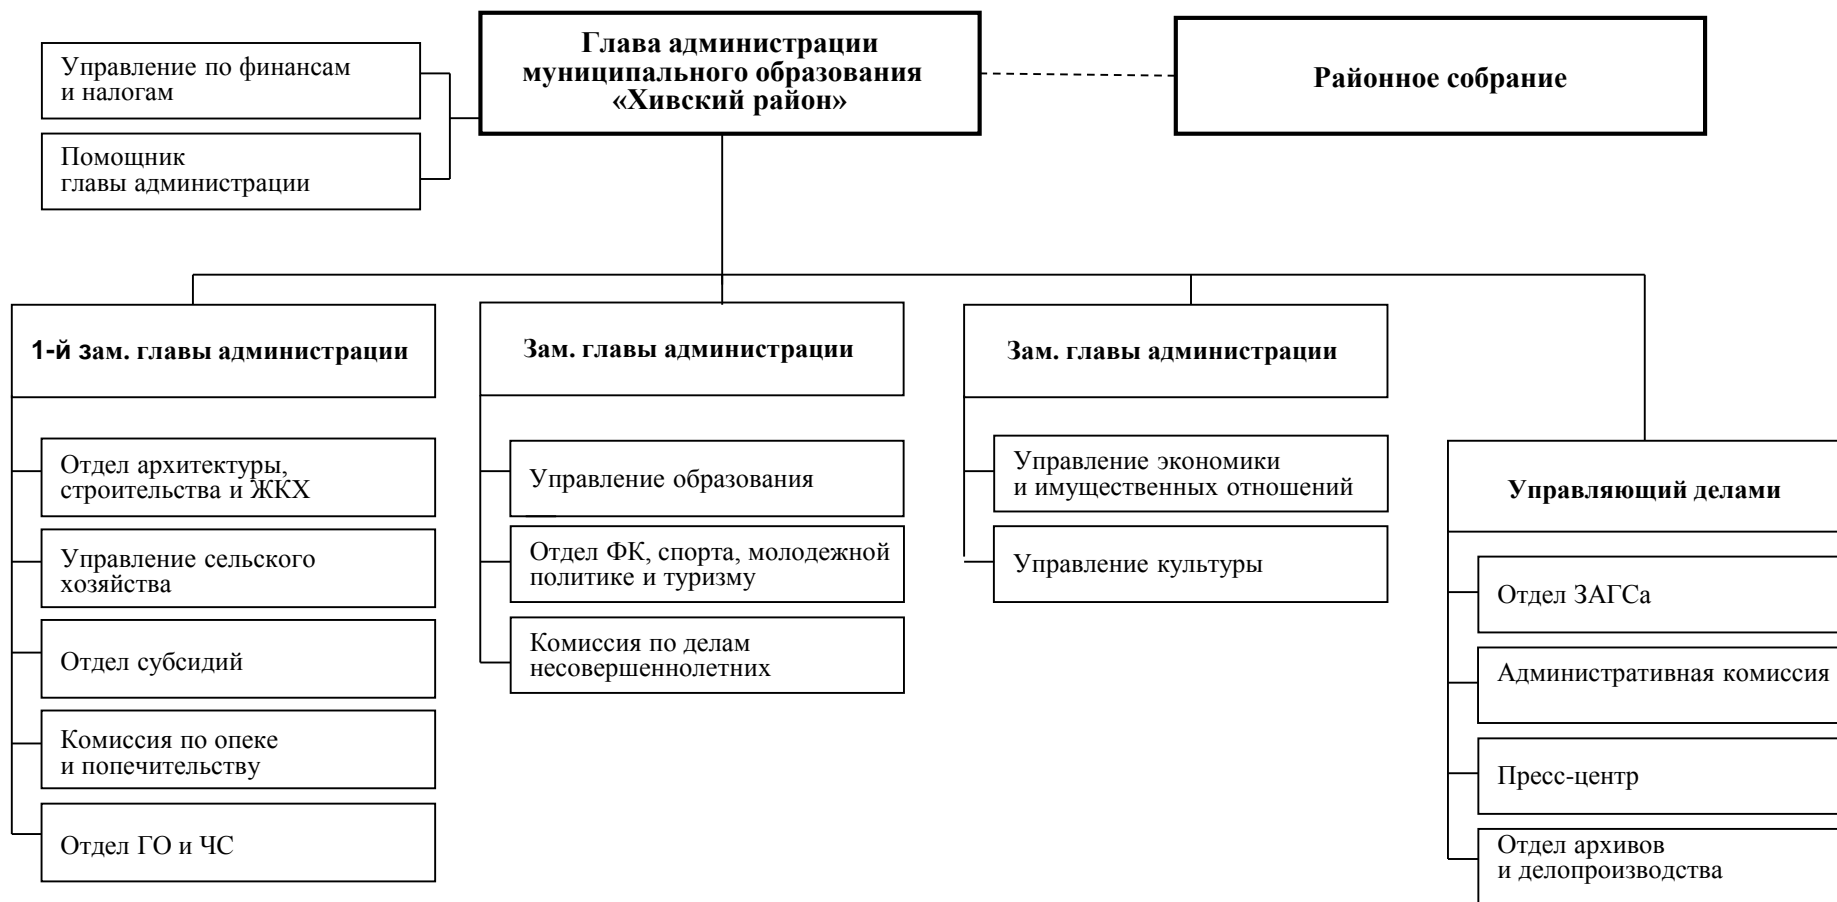 Глава администрации
муниципального образования
«Хивский район»
Районное собрание
Управление по финансам
и налогам
Помощник
главы администрации
1-й зам. главы администрации
Отдел архитектуры,
строительства и ЖКХ
Управление сельского
хозяйства
Отдел субсидий
Комиссия по опеке
и попечительству
Отдел ГО и ЧС
Зам. главы администрации
Управление образования
Отдел ФК, спорта, молодежной
политике и туризму
Комиссия по делам
несовершеннолетних
Зам. главы администрации
Управление экономики
и имущественных отношений
Управление культуры
Управляющий делами
Отдел ЗАГСа
Административная комиссия
Пресс-центр
Отдел архивов
и делопроизводства